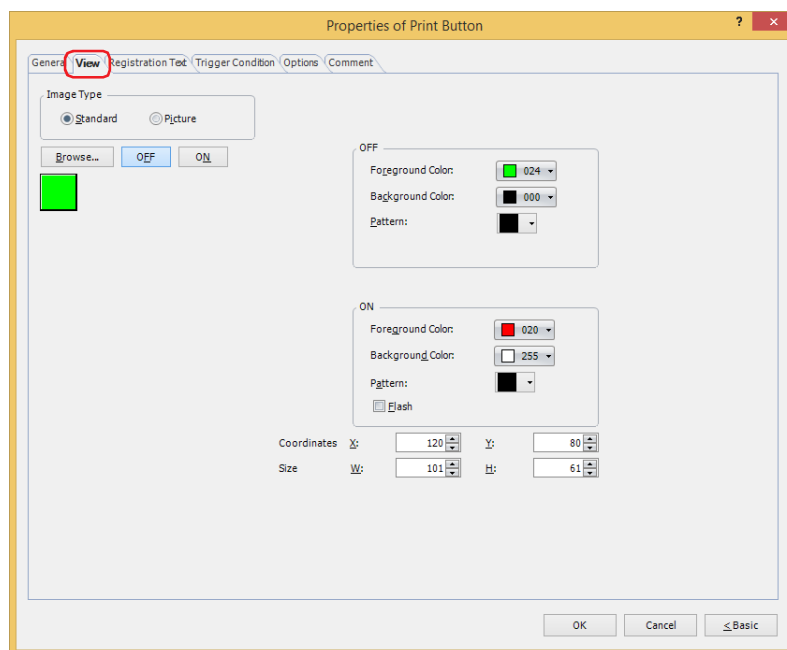 Properties of Print Button
?
x
General View Registration Text Trigger Condition Options Comment
Image Type
Standard Picture
Browse... OFF ON
OFF
Foreground Color: 024
Background Color: 000
Pattern:
ON
Foreground Color: 020
Background Color: 255
Pattern:
Flash
Coordinates X: 120 Y: 80
Size W: 101 H: 61
OK Cancel < Basic